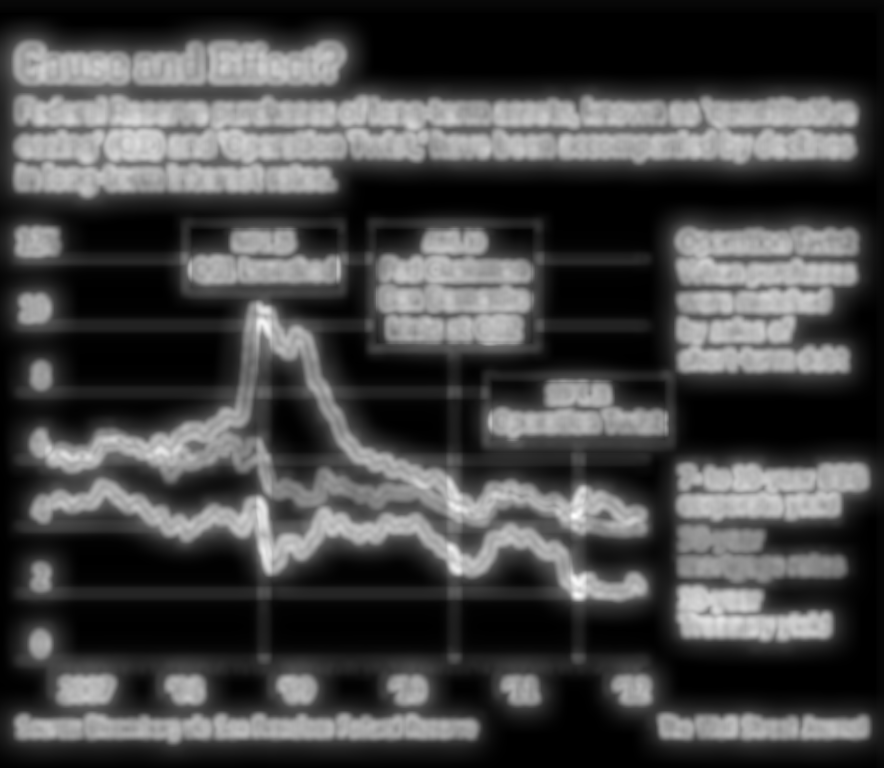 Cause and Effect?
Federal Reserve purchases of long-term assets, known as 'quantitative
easing' (QE) and 'Operation Twist,' have been accompanied by declines
in long-term interest rates.
12%
10
8
6
2
0
QE launched
Fed Chairman
Ben Bernanke
hints at
Operation Twist
Operation Twist
When purchases
were matched
by sales of
short-term debt
7- to 10-year BBB
corporate yield
30-year
mortgage rates
10-year
Treasury yield
2007 '08 '09 '10 '11 '12
Source: Bloomberg via San Francisco Federal Reserve
The Wall Street Journal